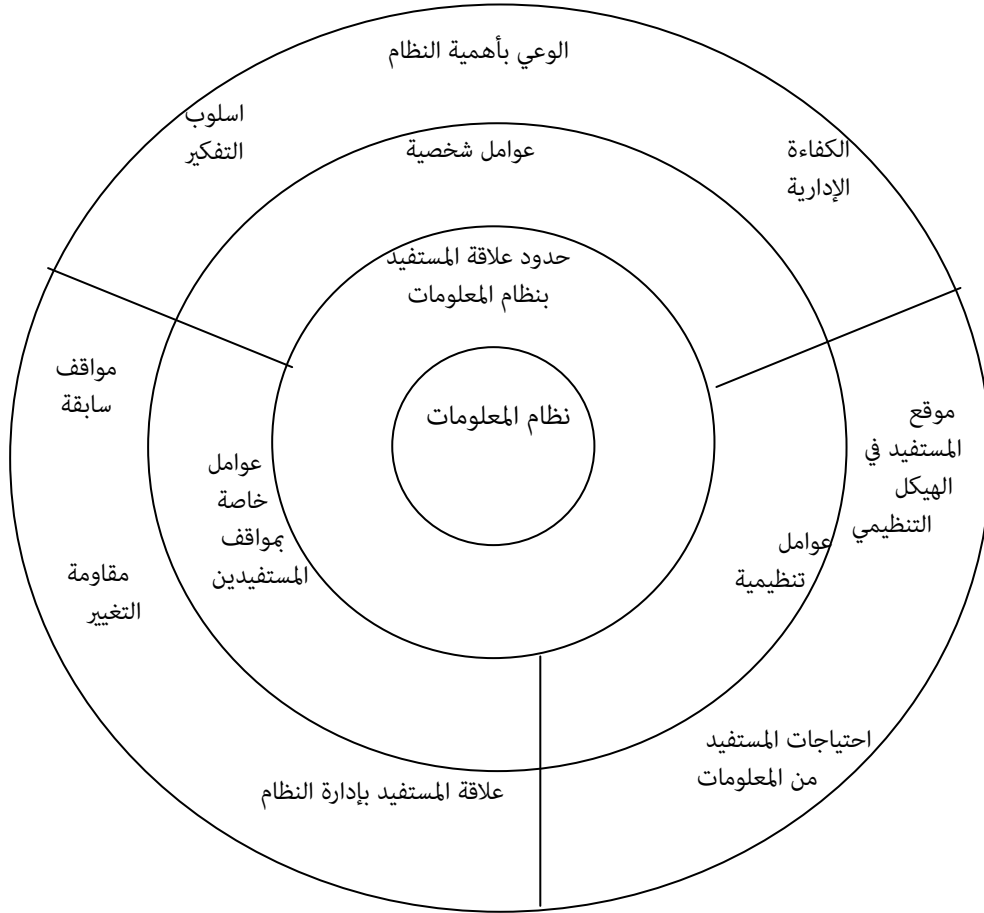 الوعي بأهمية النظام
اسلوب
التفكير
الكفاءة
الإدارية
عوامل شخصية
حدود علاقة المستفيد
بنظام المعلومات
نظام المعلومات
مواقف
سابقة
موقع
المستفيد في
الهيكل
التنظيمي
عوامل
خاصة
بمواقف
المستفيدين
عوامل
تنظيمية
مقاومة
التغيير
احتياجات المستفيد
من المعلومات
علاقة المستفيد بإدارة النظام